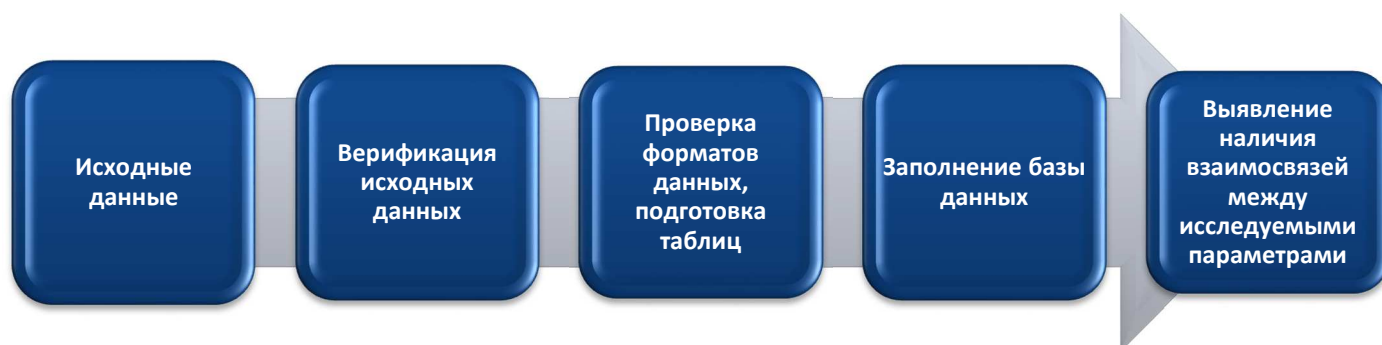 Исходные
данные
Верификация
исходных
данных
Проверка
форматов
данных,
подготовка
таблиц
Заполнение базы
данных
Выявление
наличия
взаимосвязей
между
исследуемыми
параметрами